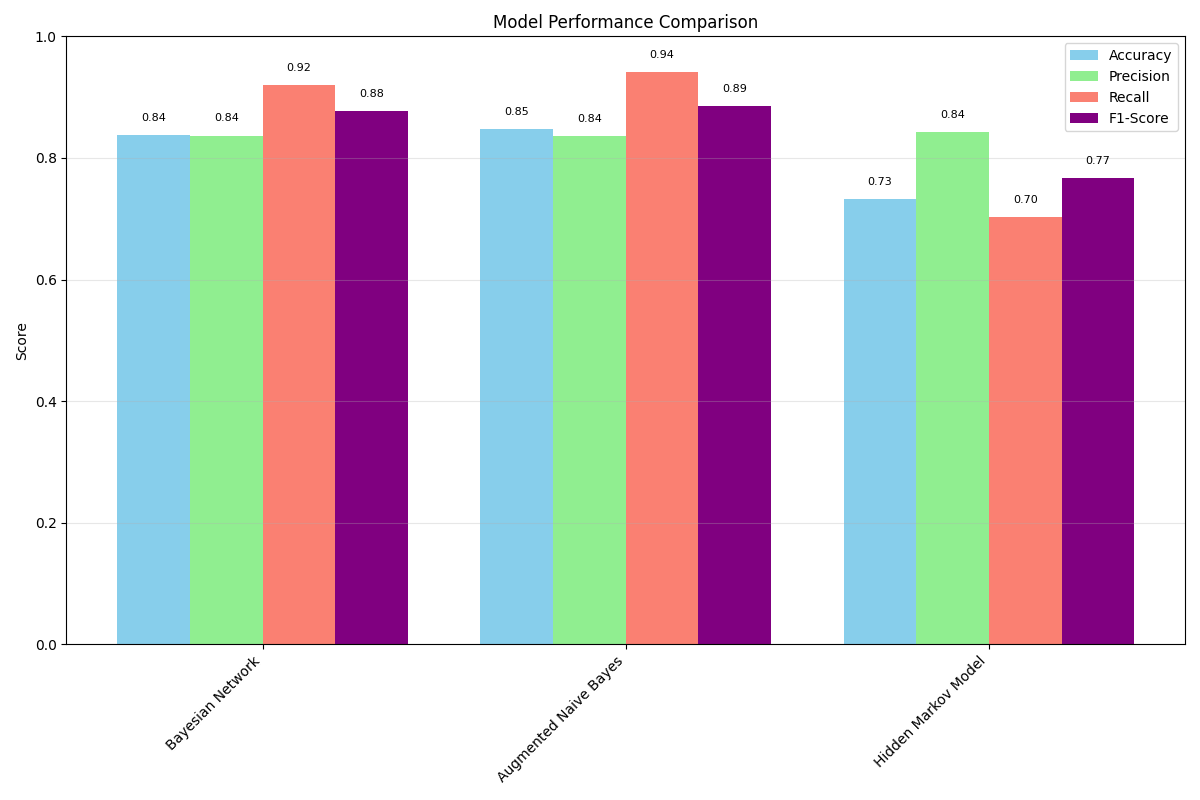 Model Performance Comparison
Accuracy
Precision
Recall
F1-Score
Score
1.0
0.8
0.6
0.4
0.2
0.0
0.84
0.84
0.92
0.88
0.85
0.84
0.94
0.89
0.73
0.84
0.70
0.77
Bayesian Network
Augmented Naive Bayes
Hidden Markov Model